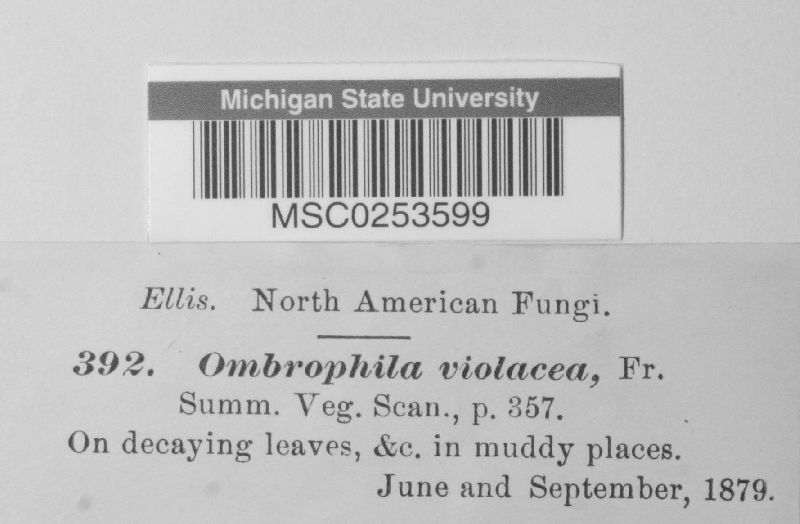 Michigan State University
MSC0253599
Ellis. North American Fungi.
392. Ombrophila violacea, Fr.
Summ. Veg. Scan., p. 357.
On decaying leaves, &c. in muddy places.
June and September, 1879.